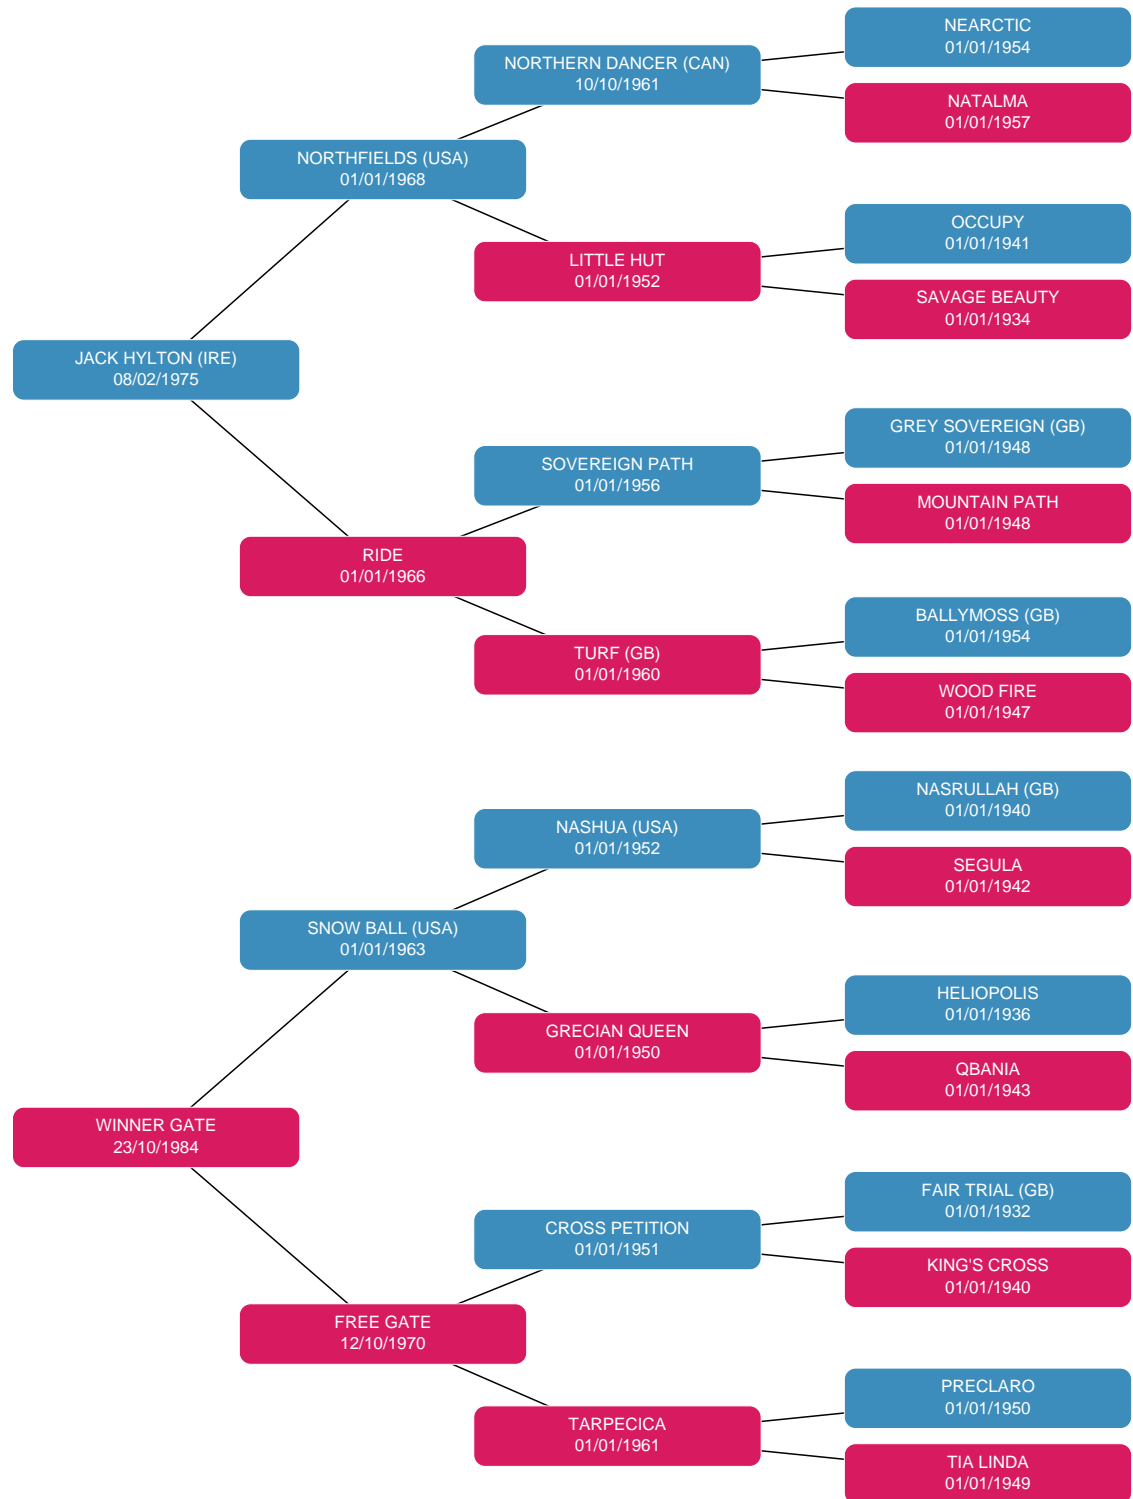 NEARCTIC
01/01/1954
NORTHERN DANCER (CAN)
10/10/1961
NATALMA
01/01/1957
NORTHFIELDS (USA)
01/01/1968
OCCUPY
01/01/1941
LITTLE HUT
01/01/1952
SAVAGE BEAUTY
01/01/1934
JACK HYLTON (IRE)
08/02/1975
GREY SOVEREIGN (GB)
01/01/1948
SOVEREIGN PATH
01/01/1956
MOUNTAIN PATH
01/01/1948
RIDE
01/01/1966
BALLYMOSS (GB)
01/01/1954
TURF (GB)
01/01/1960
WOOD FIRE
01/01/1947
NASRULLAH (GB)
01/01/1940
NASHUA (USA)
01/01/1952
SEGULA
01/01/1942
SNOW BALL (USA)
01/01/1963
HELIOPOLIS
01/01/1936
GRECIAN QUEEN
01/01/1950
QBANIA
01/01/1943
WINNER GATE
23/10/1984
FAIR TRIAL (GB)
01/01/1932
CROSS PETITION
01/01/1951
KING'S CROSS
01/01/1940
FREE GATE
12/10/1970
PRECLARO
01/01/1950
TARPECICA
01/01/1961
TIA LINDA
01/01/1949